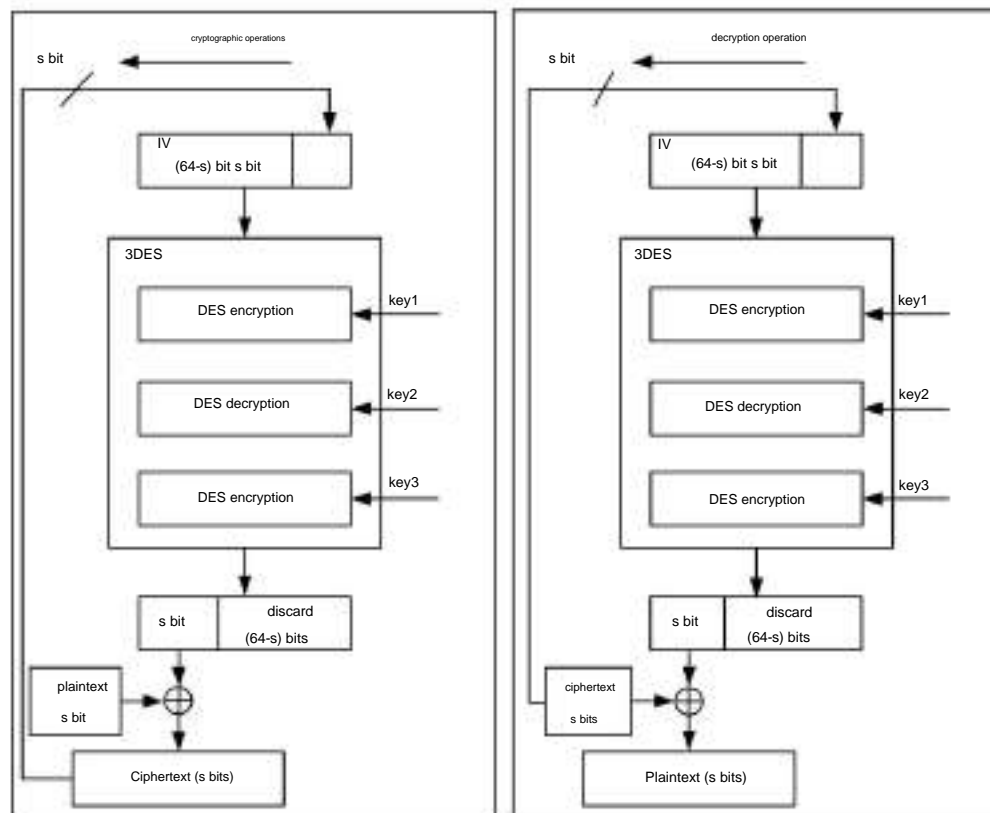 cryptographic operations
s bit
IV
(64-s) bit s bit
3DES
DES encryption
key1
DES decryption
key2
DES encryption
key3
s bit
discard
(64-s) bits
plaintext
s bit
Ciphertext (s bits)
decryption operation
s bit
IV
(64-s) bit s bit
3DES
DES encryption
key1
DES decryption
key2
DES encryption
key3
s bit
discard
(64-s) bits
ciphertext
s bits
Plaintext (s bits)